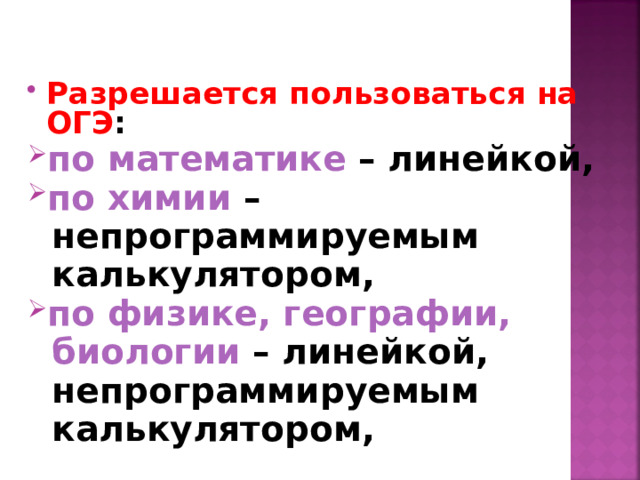 Разрешается пользоваться на
ОГЭ:
по математике – линейкой,
по химии –
непрограммируемым
калькулятором,
по физике, географии,
биологии – линейкой,
непрограммируемым
калькулятором,